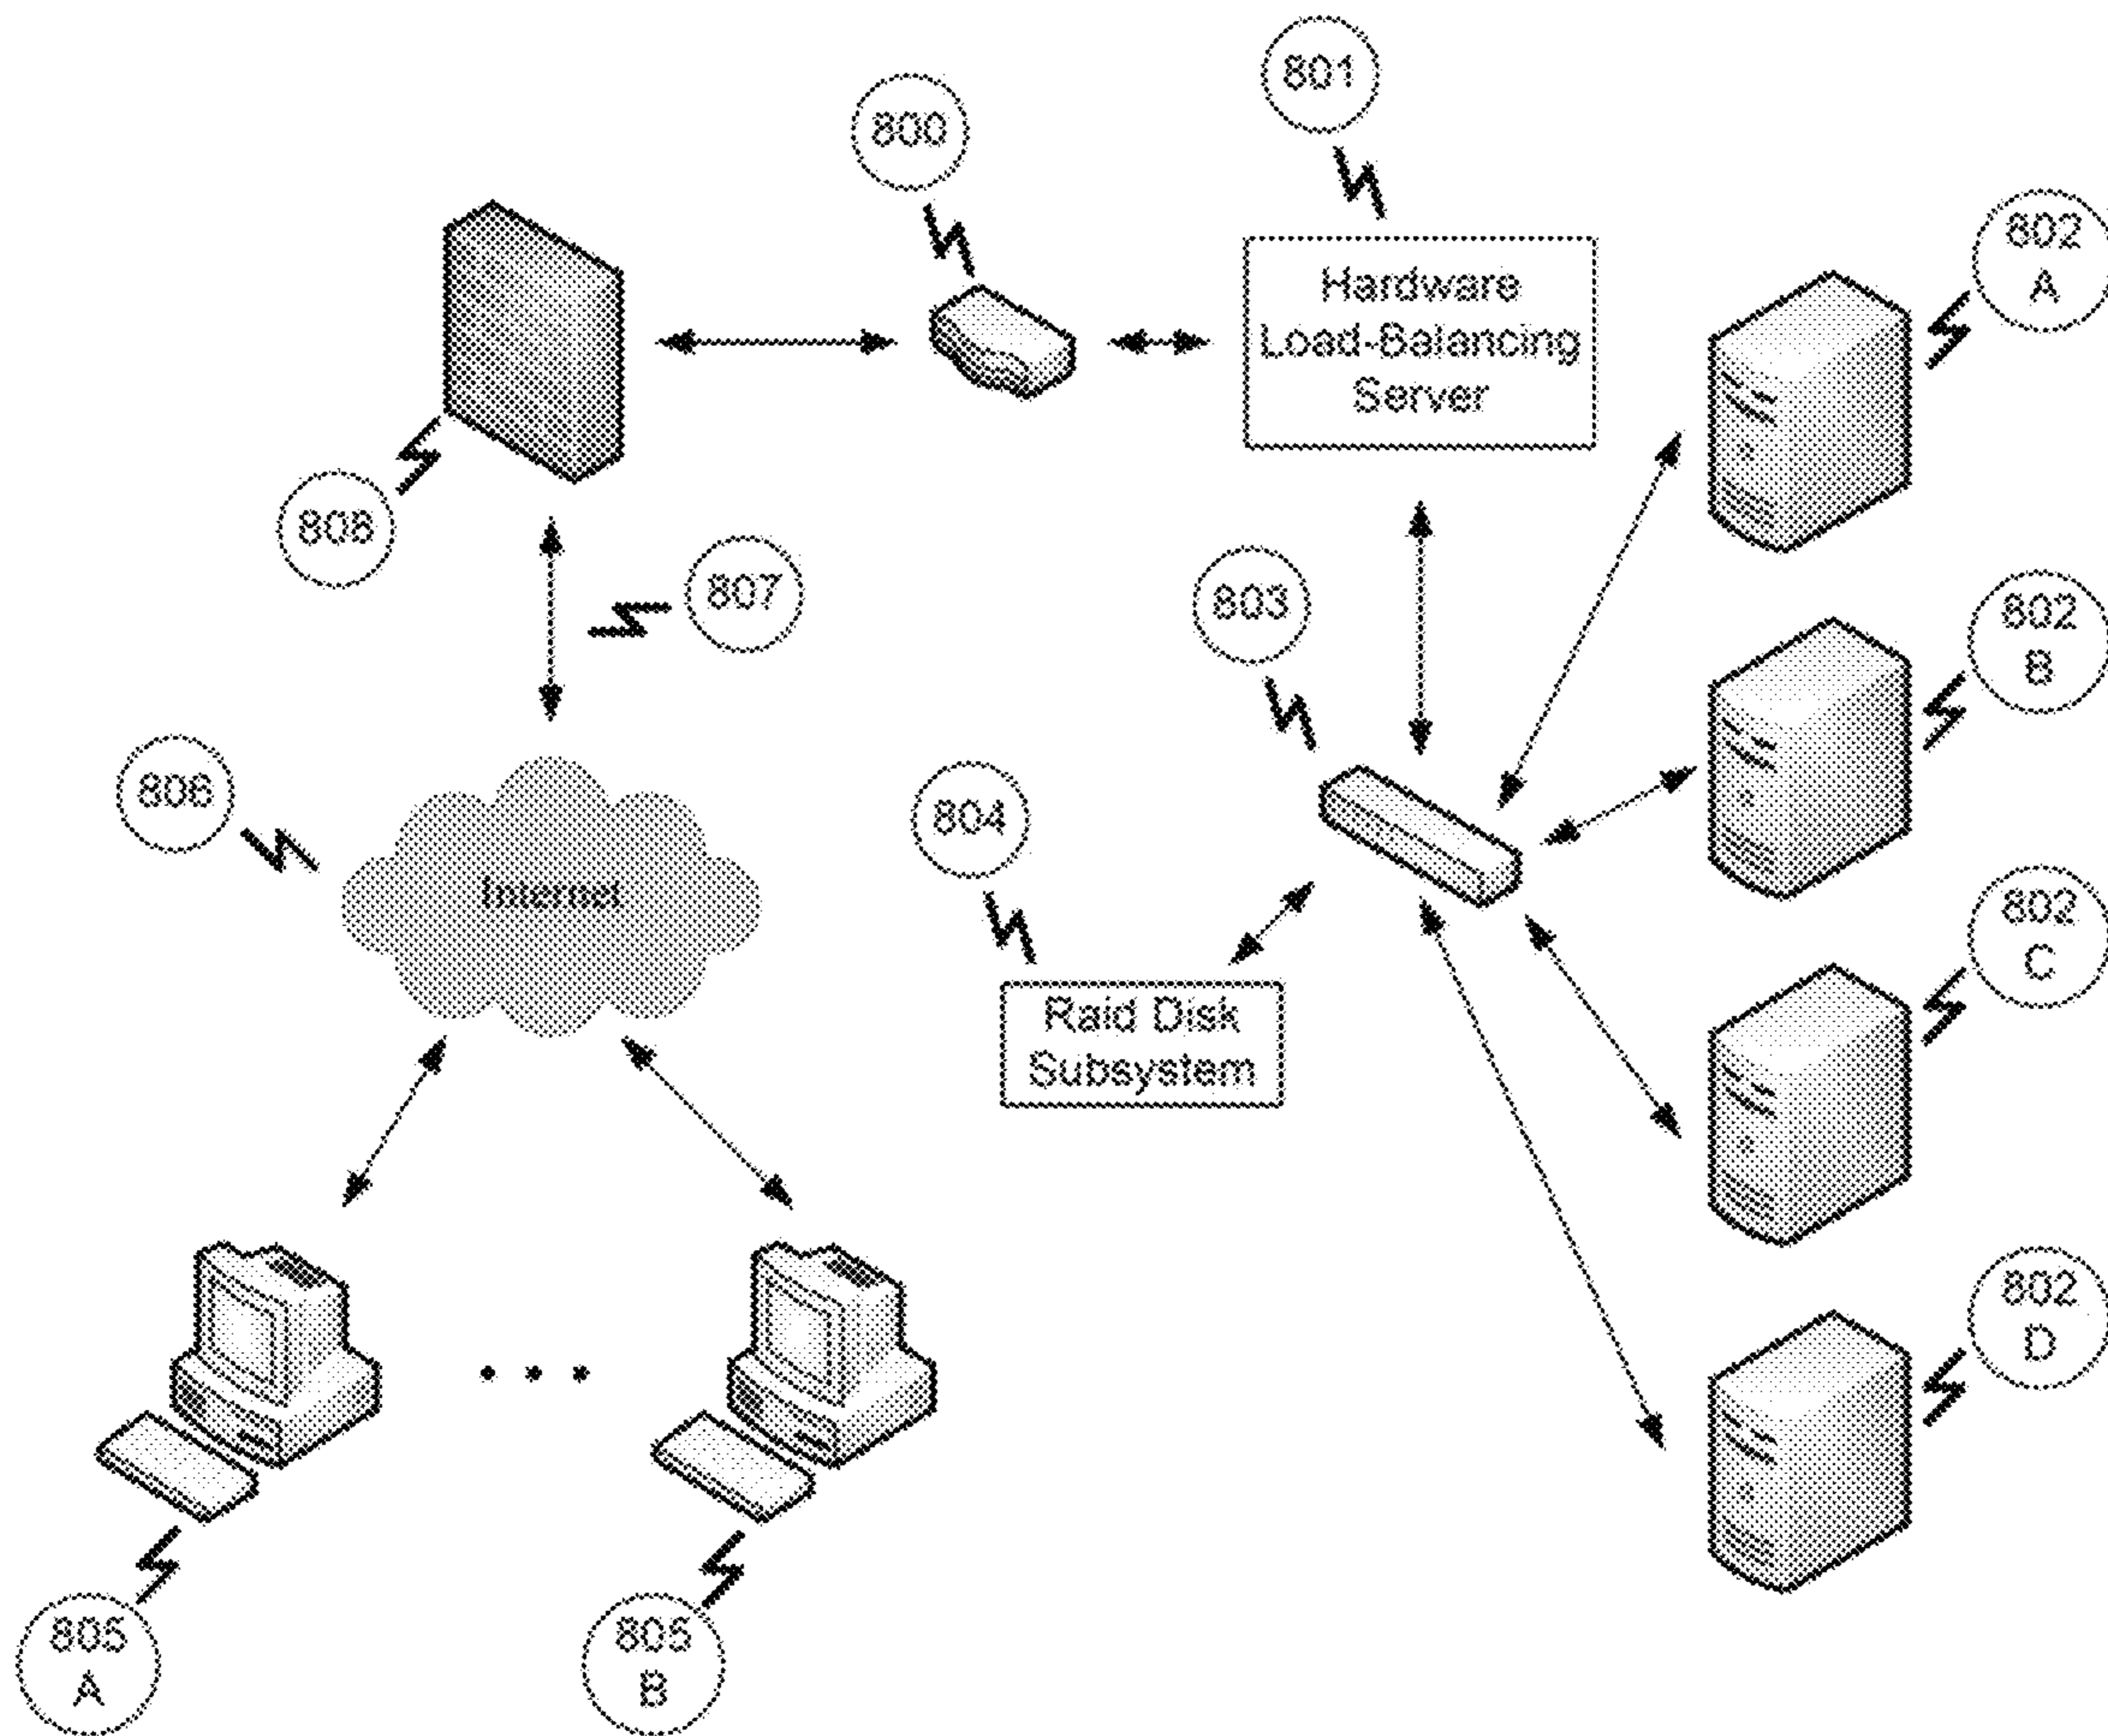 800
801
Hardware
Load-Balancing
Server
802
A
808
807
803
802
B
806
Internet
804
802
C
Raid Disk
Subsystem
802
D
805
A
805
B